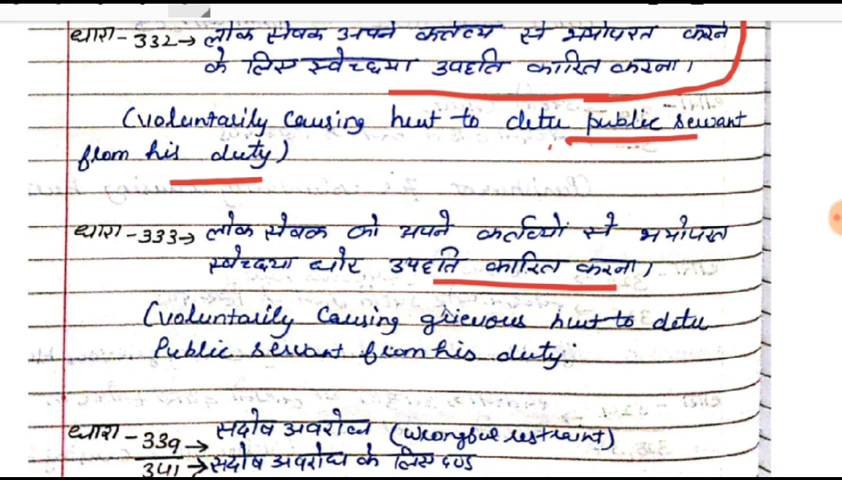 धारा-332→ लोक सेवक अपने कर्तव्य से भयोपरत करने
के लिए स्वेच्छया उपहति कारित करना।
(voluntarily causing hurt to deter public servant
from his duty)
धारा-333→ लोक सेवक को अपने कर्तव्यों से भयोपरत
स्वेच्छया घोर उपहति कारित करना।
(voluntarily causing grievous hurt to deter
Public servant from his duty.
धारा-339→ सदोष अवरोध (wrongful restraint)
341→ सदोष अवरोध के लिए दण्ड